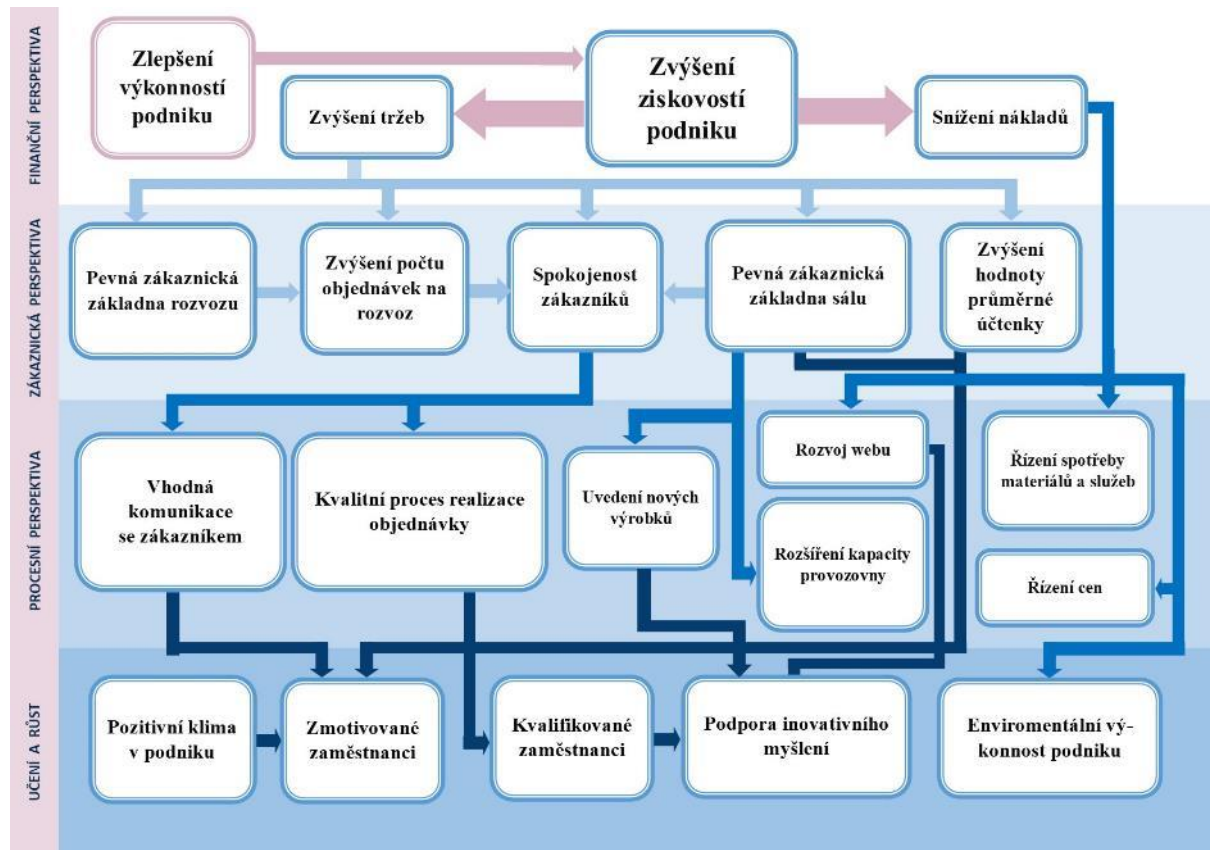 FINANČNÍ PERSPEKTIVA
Zlepšení
výkonností
podniku
Zvýšení tržeb
Zvýšení
ziskovostí
podniku
Snížení nákladů
ZÁKAZNICKÁ PERSPEKTIVA
Pevná zákaznická
základna rozvozu
Zvýšení počtu
objednávek na
rozvoz
Spokojenost
zákazníků
Pevná zákaznická
základna sálu
Zvýšení
hodnoty
průměrné
účtenky
PROCESNÍ PERSPEKTIVA
Vhodná
komunikace
se zákazníkem
Kvalitní proces realizace
objednávky
Uvedení nových
výrobků
Rozvoj webu
Rozšíření kapacity
provozovny
Řízení spotřeby
materiálů a služeb
Řízení cen
UČENÍ A RŮST
Pozitivní klima
v podniku
Zmotivované
zaměstnanci
Kvalifikované
zaměstnanci
Podpora inovativního
myšlení
Enviromentální vý-
konnost podniku